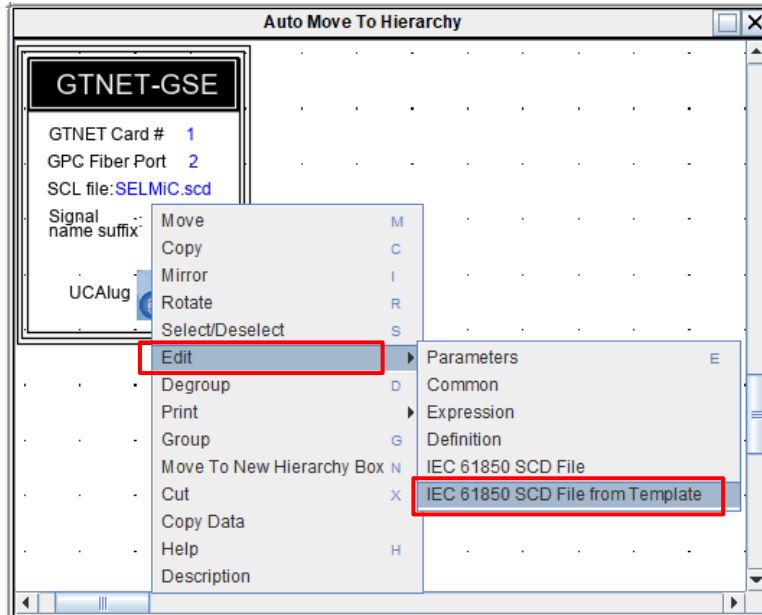 Auto Move To Hierarchy
GTNET-GSE
GTNET Card # 1
GPC Fiber Port 2
SCL file:SELMiC.scd
Signal
name suffix:
UCAIug
Move M
Copy C
Mirror I
Rotate R
Select/Deselect S
Edit
Degroup D
Print
Group G
Move To New Hierarchy Box N
Cut X
Copy Data
Help H
Description
Parameters E
Common
Expression
Definition
IEC 61850 SCD File
IEC 61850 SCD File from Template